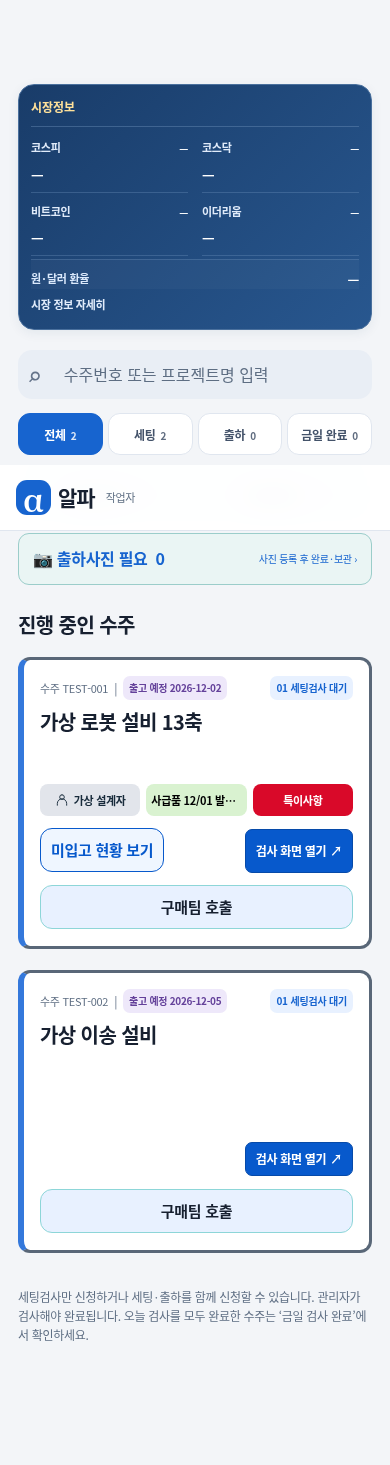 시장정보
코스피 –
–
코스닥 –
–
비트코인 –
–
이더리움 –
–
원·달러 환율 –
시장 정보 자세히
수주번호 또는 프로젝트명 입력
전체 2
세팅 2
출하 0
금일 완료 0
α 알파 작업자
출하사진 필요 0 사진 등록 후 완료·보관 ›
진행 중인 수주
수주 TEST-001 | 출고 예정 2026-12-02 01 세팅검사 대기
가상 로봇 설비 13축
가상 설계자
사급품 12/01 발…
특이사항
미입고 현황 보기
검사 화면 열기 ↗
구매팀 호출
수주 TEST-002 | 출고 예정 2026-12-05 01 세팅검사 대기
가상 이송 설비
검사 화면 열기 ↗
구매팀 호출
세팅검사만 신청하거나 세팅·출하를 함께 신청할 수 있습니다. 관리자가
검사해야 완료됩니다. 오늘 검사를 모두 완료한 수주는 ‘금일 검사 완료’에
서 확인하세요.